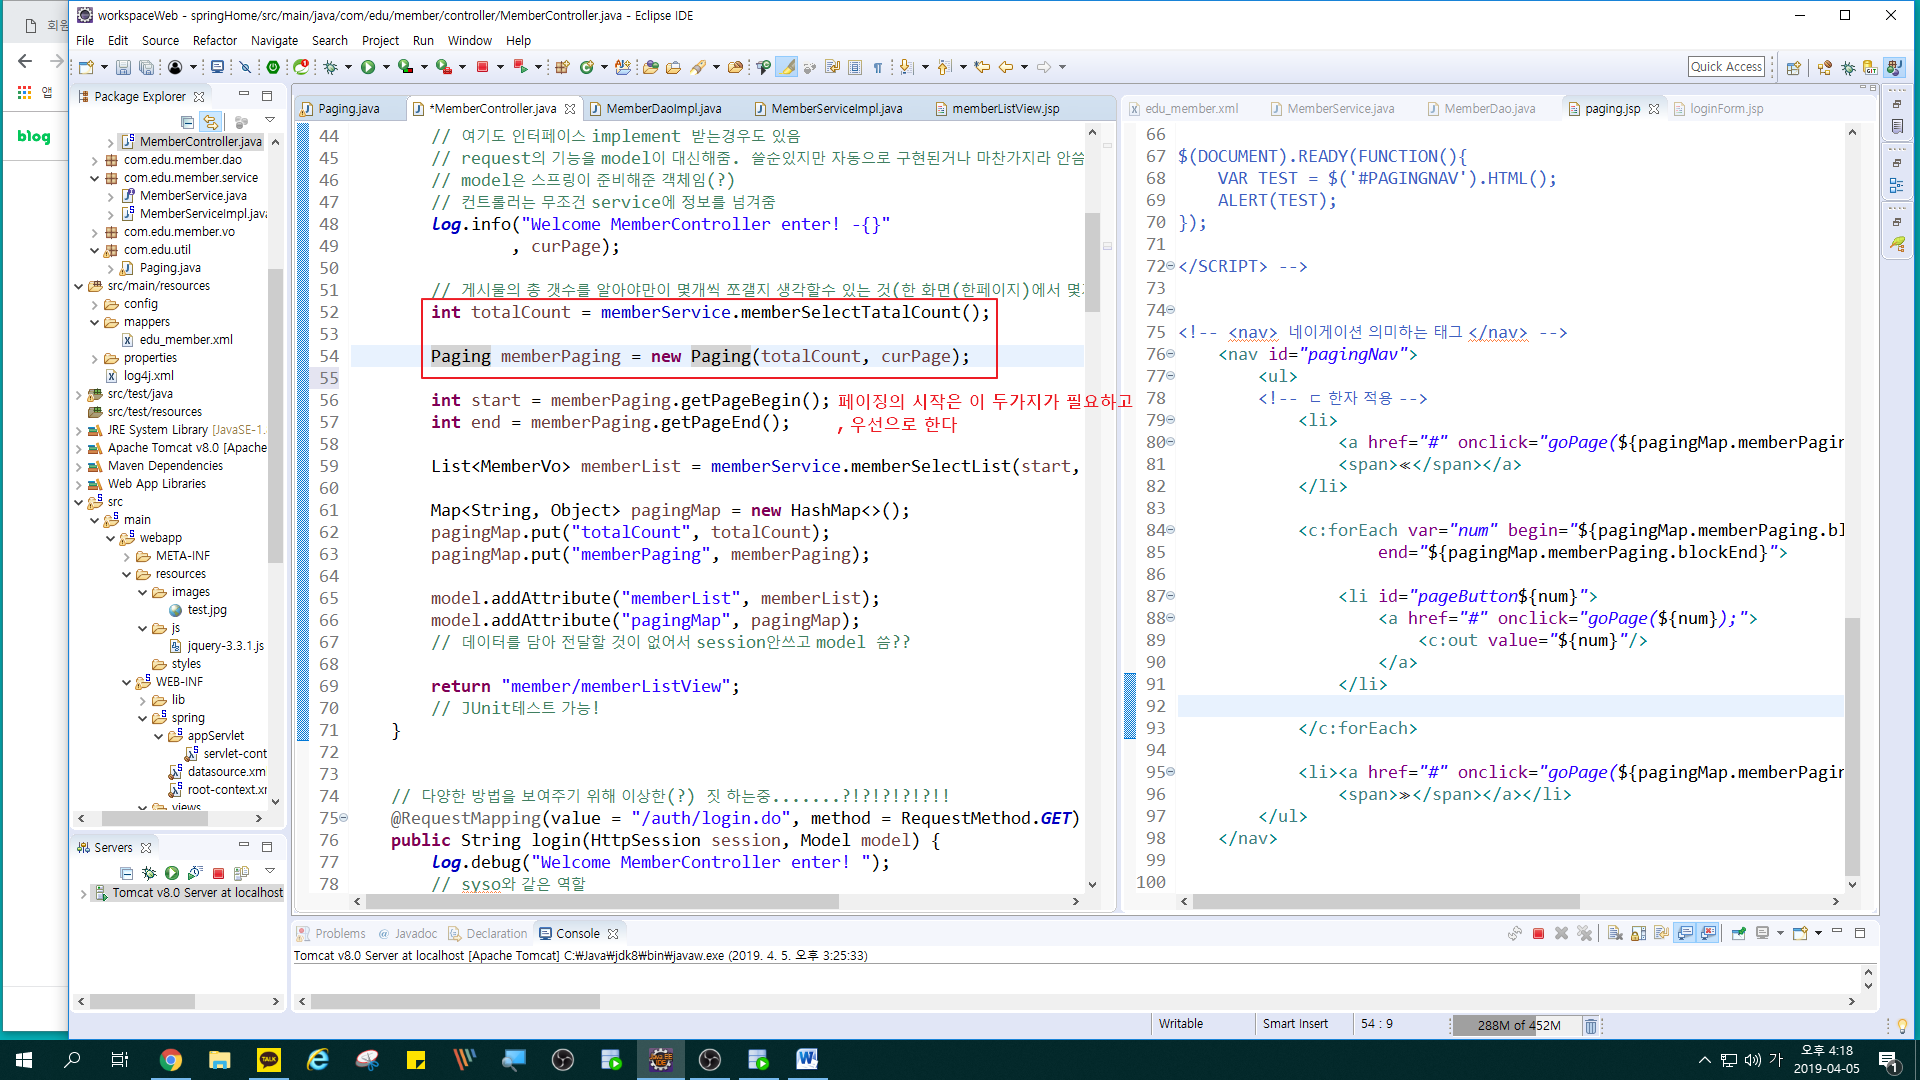 회원
workspaceWeb - springHome/src/main/java/com/edu/member/controller/MemberController.java - Eclipse IDE
File Edit Source Refactor Navigate Search Project Run Window Help
Quick Access
앱
blog
Package Explorer
MemberController.java
com.edu.member.dao
com.edu.member.service
MemberService.java
MemberServiceImpl.java
com.edu.member.vo
com.edu.util
Paging.java
src/main/resources
config
mappers
edu_member.xml
properties
log4j.xml
src/test/java
src/test/resources
JRE System Library [JavaSE-1.
Apache Tomcat v8.0 [Apache
Maven Dependencies
Web App Libraries
src
main
webapp
META-INF
resources
images
test.jpg
js
jquery-3.3.1.js
styles
WEB-INF
lib
spring
appServlet
servlet-cont
datasource.xm
root-context.x
views
Servers
Tomcat v8.0 Server at localhost
Paging.java *MemberController.java MemberDaoImpl.java MemberServiceImpl.java memberListView.jsp
44 // 여기도 인터페이스 implement 받는경우도 있음
45 // request의 기능을 model이 대신해줌. 쓸순있지만 자동으로 구현된거나 마찬가지라 안씀
46 // model은 스프링이 준비해준 객체임(?)
47 // 컨트롤러는 무조건 service에 정보를 넘겨줌
48 log.info("Welcome MemberController enter! -{}"
49 , curPage);
50
51 // 게시물의 총 갯수를 알아야만이 몇개씩 쪼갤지 생각할수 있는 것(한 화면(한페이지)에서 몇
52 int totalCount = memberService.memberSelectTatalCount();
53
54 Paging memberPaging = new Paging(totalCount, curPage);
55
56 int start = memberPaging.getPageBegin(); 페이징의 시작은 이 두가지가 필요하고
57 int end = memberPaging.getPageEnd(); , 우선으로 한다
58
59 List<MemberVo> memberList = memberService.memberSelectList(start,
60
61 Map<String, Object> pagingMap = new HashMap<>();
62 pagingMap.put("totalCount", totalCount);
63 pagingMap.put("memberPaging", memberPaging);
64
65 model.addAttribute("memberList", memberList);
66 model.addAttribute("pagingMap", pagingMap);
67 // 데이터를 담아 전달할 것이 없어서 session안쓰고 model 씀??
68
69 return "member/memberListView";
70 // JUnit테스트 가능!
71 }
72
73
74 // 다양한 방법을 보여주기 위해 이상한(?) 짓 하는중.......?!?!?!?!?!!
75 @RequestMapping(value = "/auth/login.do", method = RequestMethod.GET)
76 public String login(HttpSession session, Model model) {
77 log.debug("Welcome MemberController enter! ");
78 // syso와 같은 역할
edu_member.xml MemberService.java MemberDao.java paging.jsp loginForm.jsp
66
67 $(DOCUMENT).READY(FUNCTION(){
68 VAR TEST = $('#PAGINGNAV').HTML();
69 ALERT(TEST);
70 });
71
72 </SCRIPT> -->
73
74
75 <!-- <nav> 네이게이션 의미하는 태그 </nav> -->
76 <nav id="pagingNav">
77 <ul>
78 <!-- ㄷ 한자 적용 -->
79 <li>
80 <a href="#" onclick="goPage(${pagingMap.memberPagin
81 <span>≪</span></a>
82 </li>
83
84 <c:forEach var="num" begin="${pagingMap.memberPaging.bl
85 end="${pagingMap.memberPaging.blockEnd}">
86
87 <li id="pageButton${num}">
88 <a href="#" onclick="goPage(${num});">
89 <c:out value="${num}"/>
90 </a>
91 </li>
92
93 </c:forEach>
94
95 <li><a href="#" onclick="goPage(${pagingMap.memberPagin
96 <span>≫</span></a></li>
97 </ul>
98 </nav>
99
100
Problems Javadoc Declaration Console
Tomcat v8.0 Server at localhost [Apache Tomcat] C:₩Java₩jdk8₩bin₩javaw.exe (2019. 4. 5. 오후 3:25:33)
Writable Smart Insert 54 : 9 288M of 452M
가 오후 4:18
2019-04-05
1